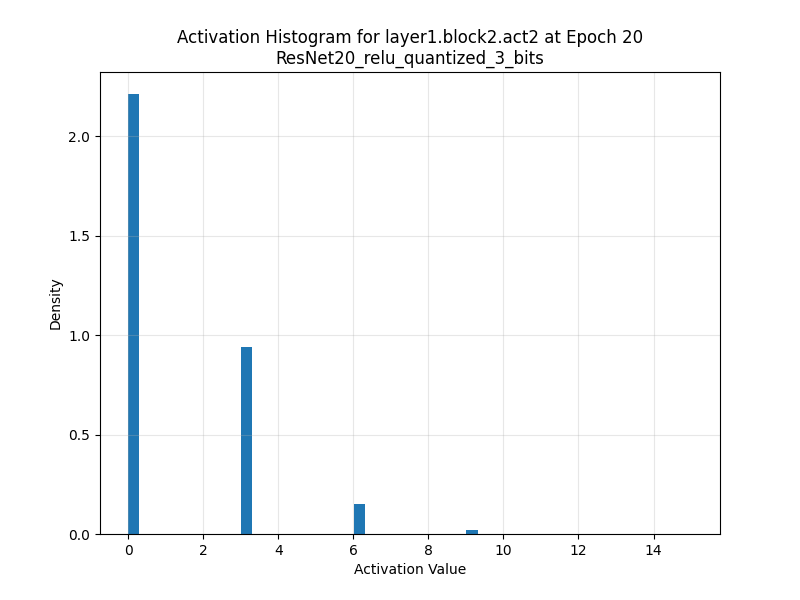 Activation Histogram for layer1.block2.act2 at Epoch 20
ResNet20_relu_quantized_3_bits
2.0
1.5
1.0
0.5
0.0
Density
0 2 4 6 8 10 12 14
Activation Value